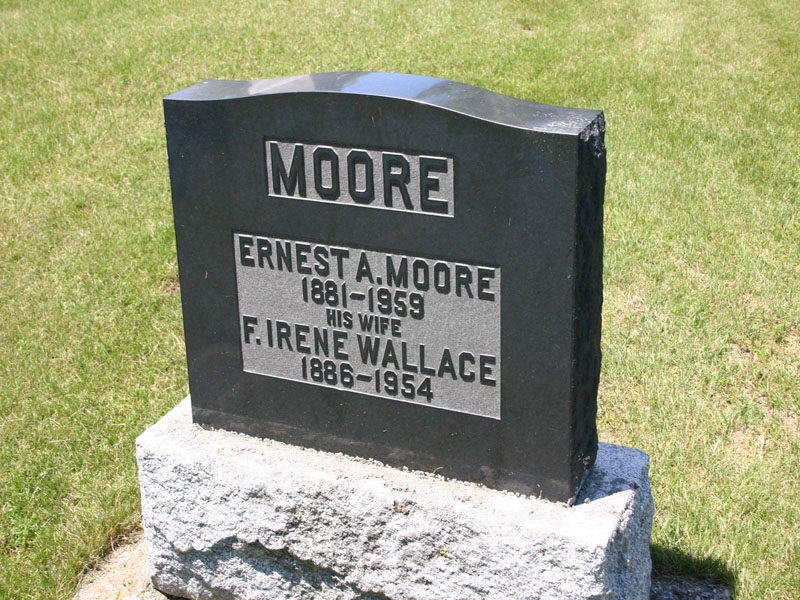 MOORE
ERNEST A. MOORE
1881-1959
HIS WIFE
F. IRENE WALLACE
1886-1954